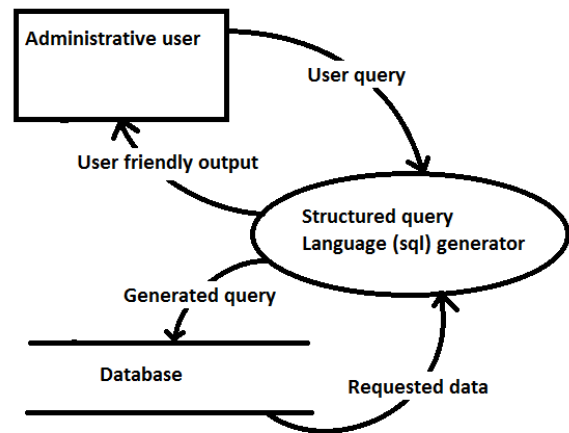 Administrative user
User query
User friendly output
Structured query
Language (sql) generator
Generated query
Database
Requested data